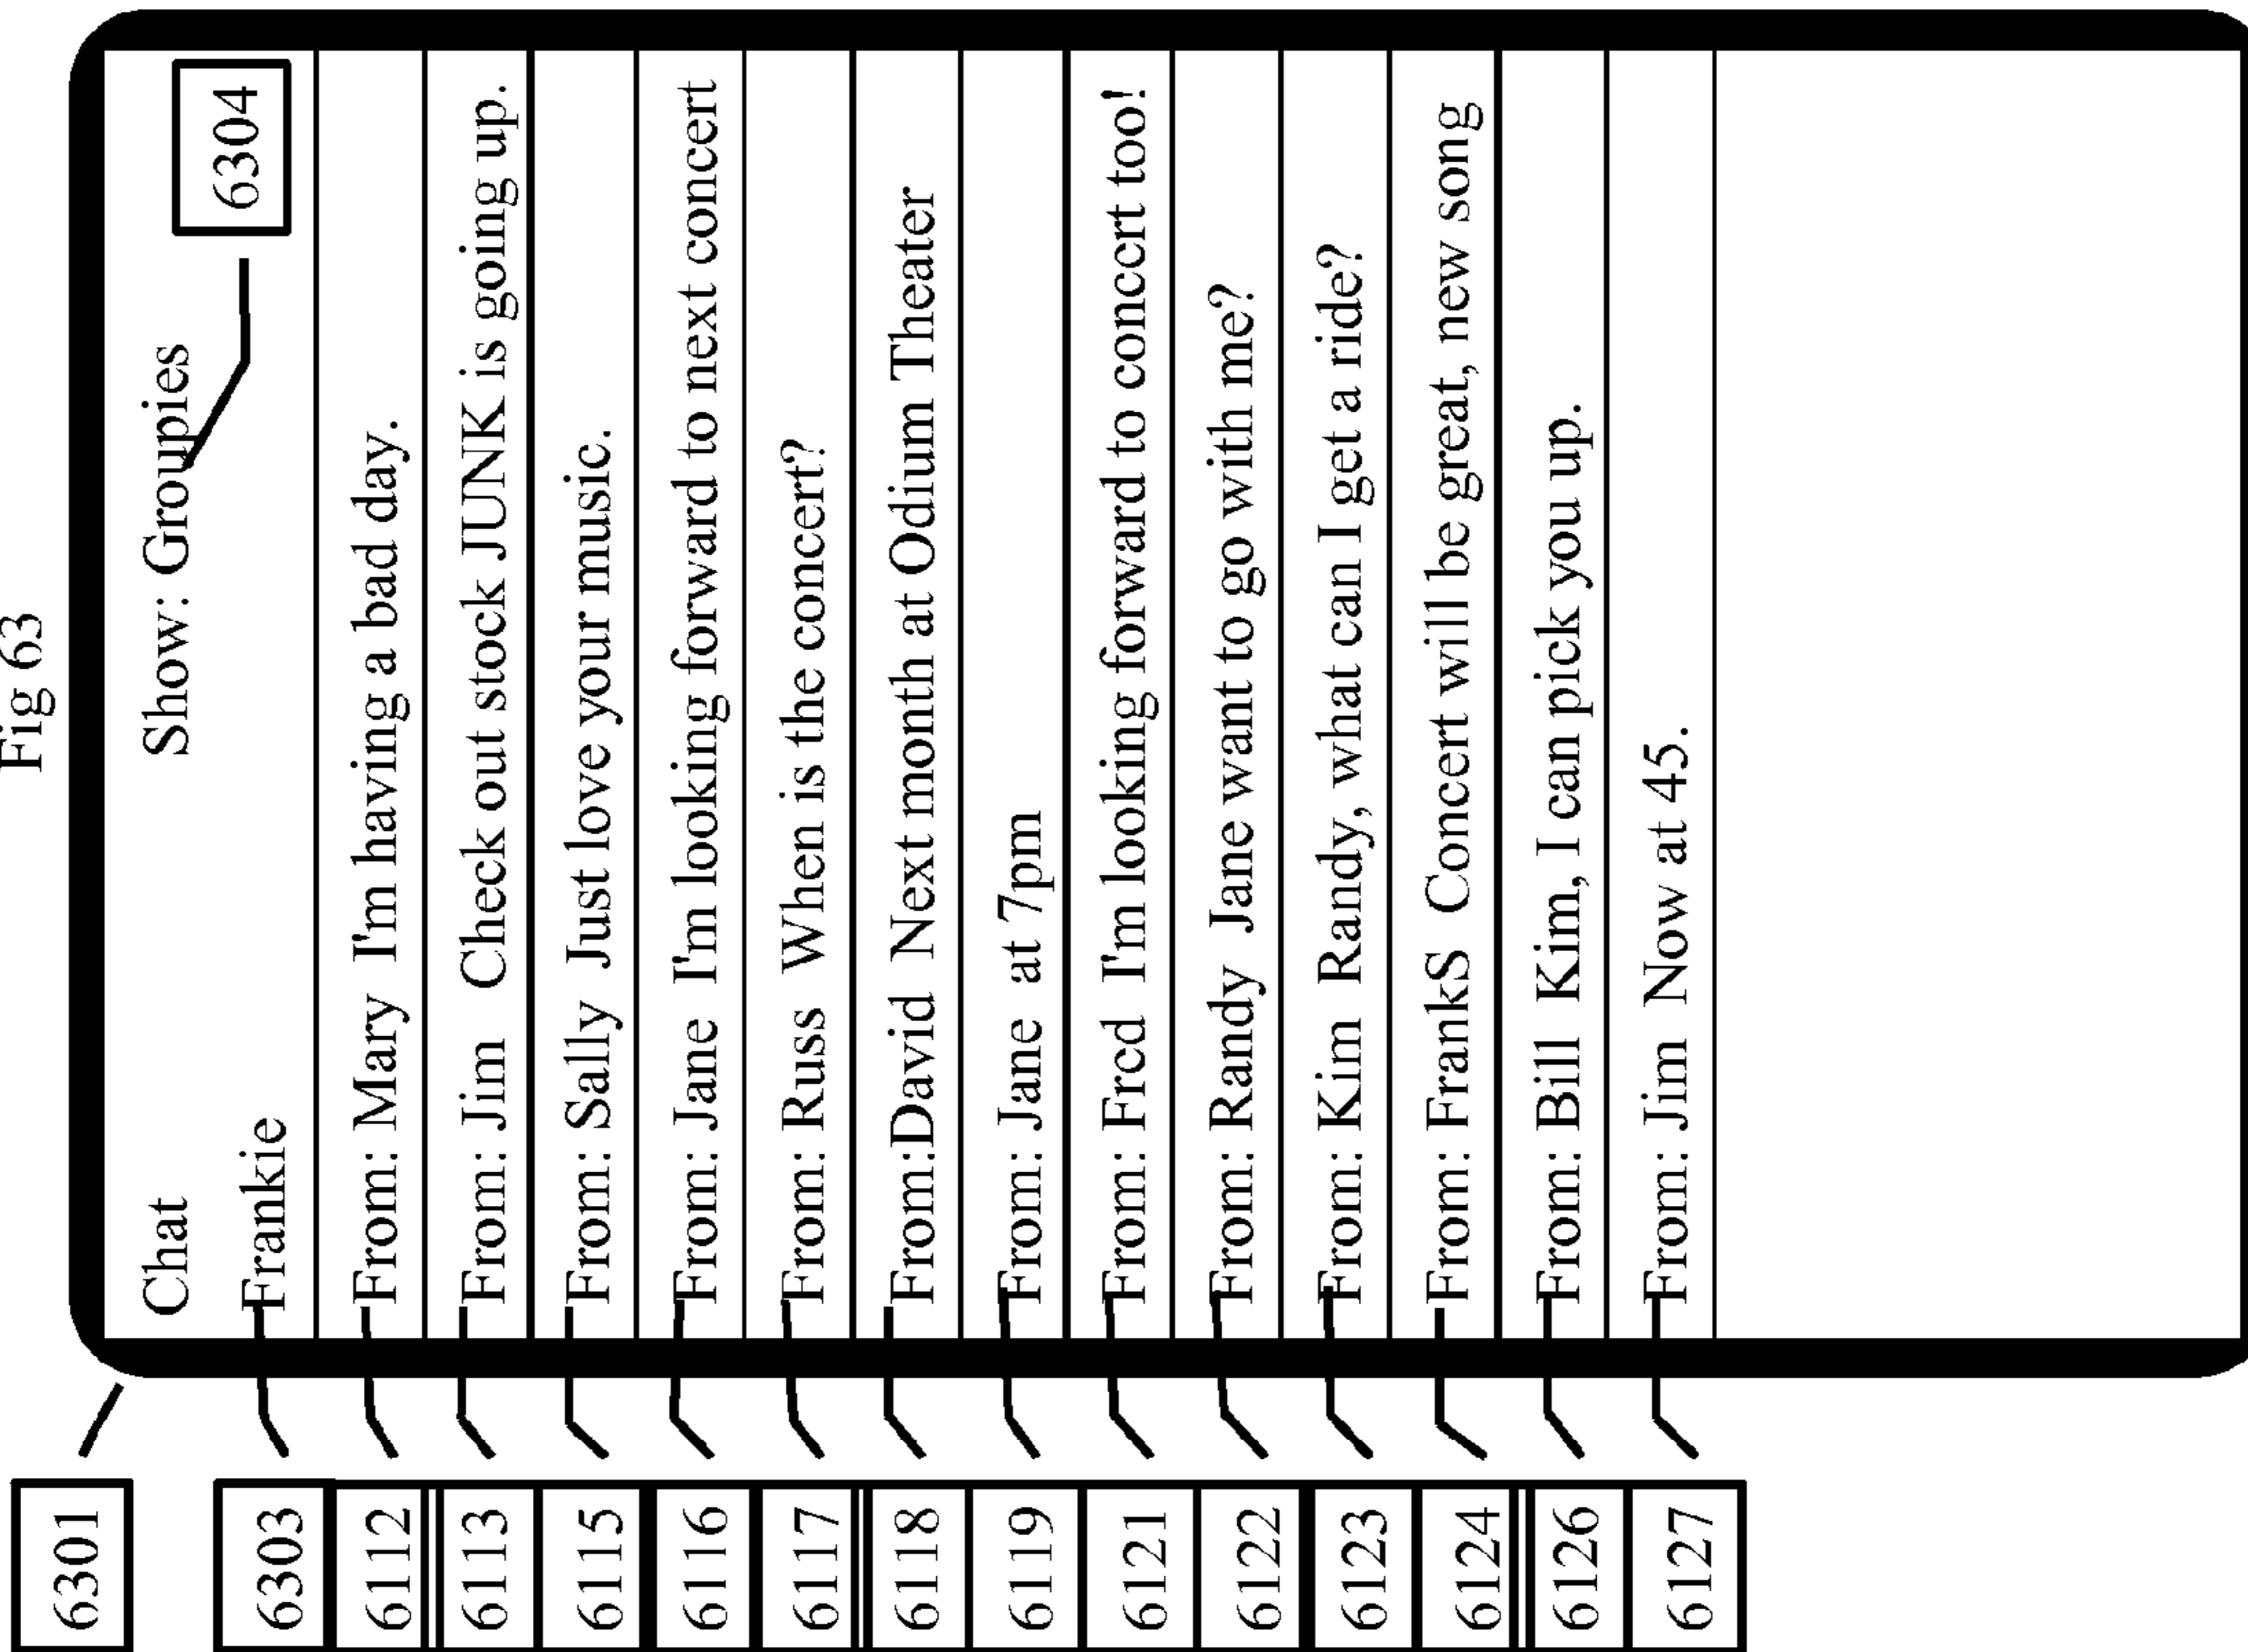 Fig 63
6301
Chat Show: Groupies
6304
6303 Frankie
6112 From: Mary I'm having a bad day.
6113 From: Jim Check out stock JUNK is going up.
6115 From: Sally Just love your music.
6116 From: Jane I'm looking forward to next concert
6117 From: Russ When is the concert?
6118 From:David Next month at Odium Theater
6119 From: Jane at 7pm
6121 From: Fred I'm looking forward to concert too!
6122 From: Randy Jane want to go with me?
6123 From: Kim Randy, what can I get a ride?
6124 From: FrankS Concert will be great, new song
6126 From: Bill Kim, I can pick you up.
6127 From: Jim Now at 45.